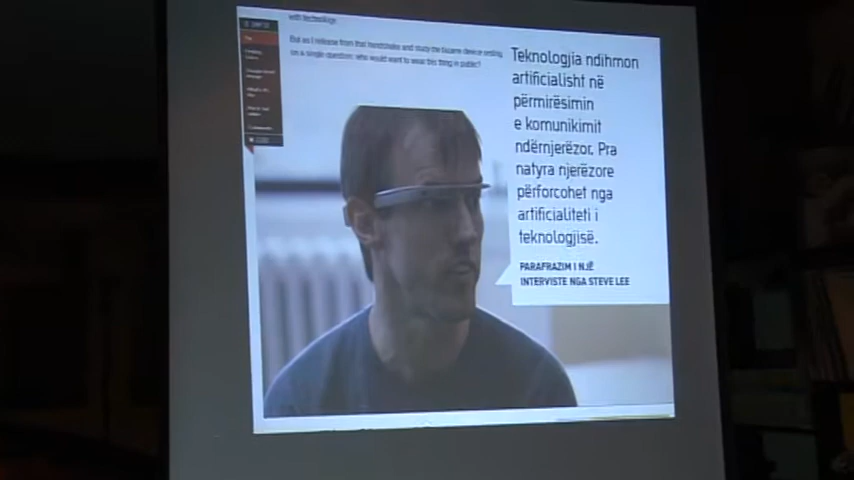 with technology.
But as I release from that handshake and study the bizarre device resting
on a single question: who would want to wear this thing in public?
Teknologjia ndihmon
artificialisht në
përmirësimin
e komunikimit
ndërnjerëzor. Pra
natyra njerëzore
përforcohet nga
artificialiteti i
teknologjisë.
PARAFRAZIM I NJË
INTERVISTE NGA STEVE LEE